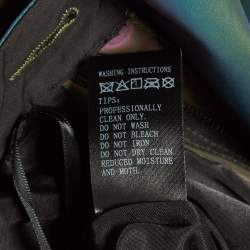 WASHING INSTRUCTIONS
TIPS:
PROFESSIONALLY
CLEAN ONLY.
DO NOT WASH
DO NOT BLEACH
DO NOT IRON
DO NOT DRY CLEAN
REDUCED MOISTURE
AND MOTH.